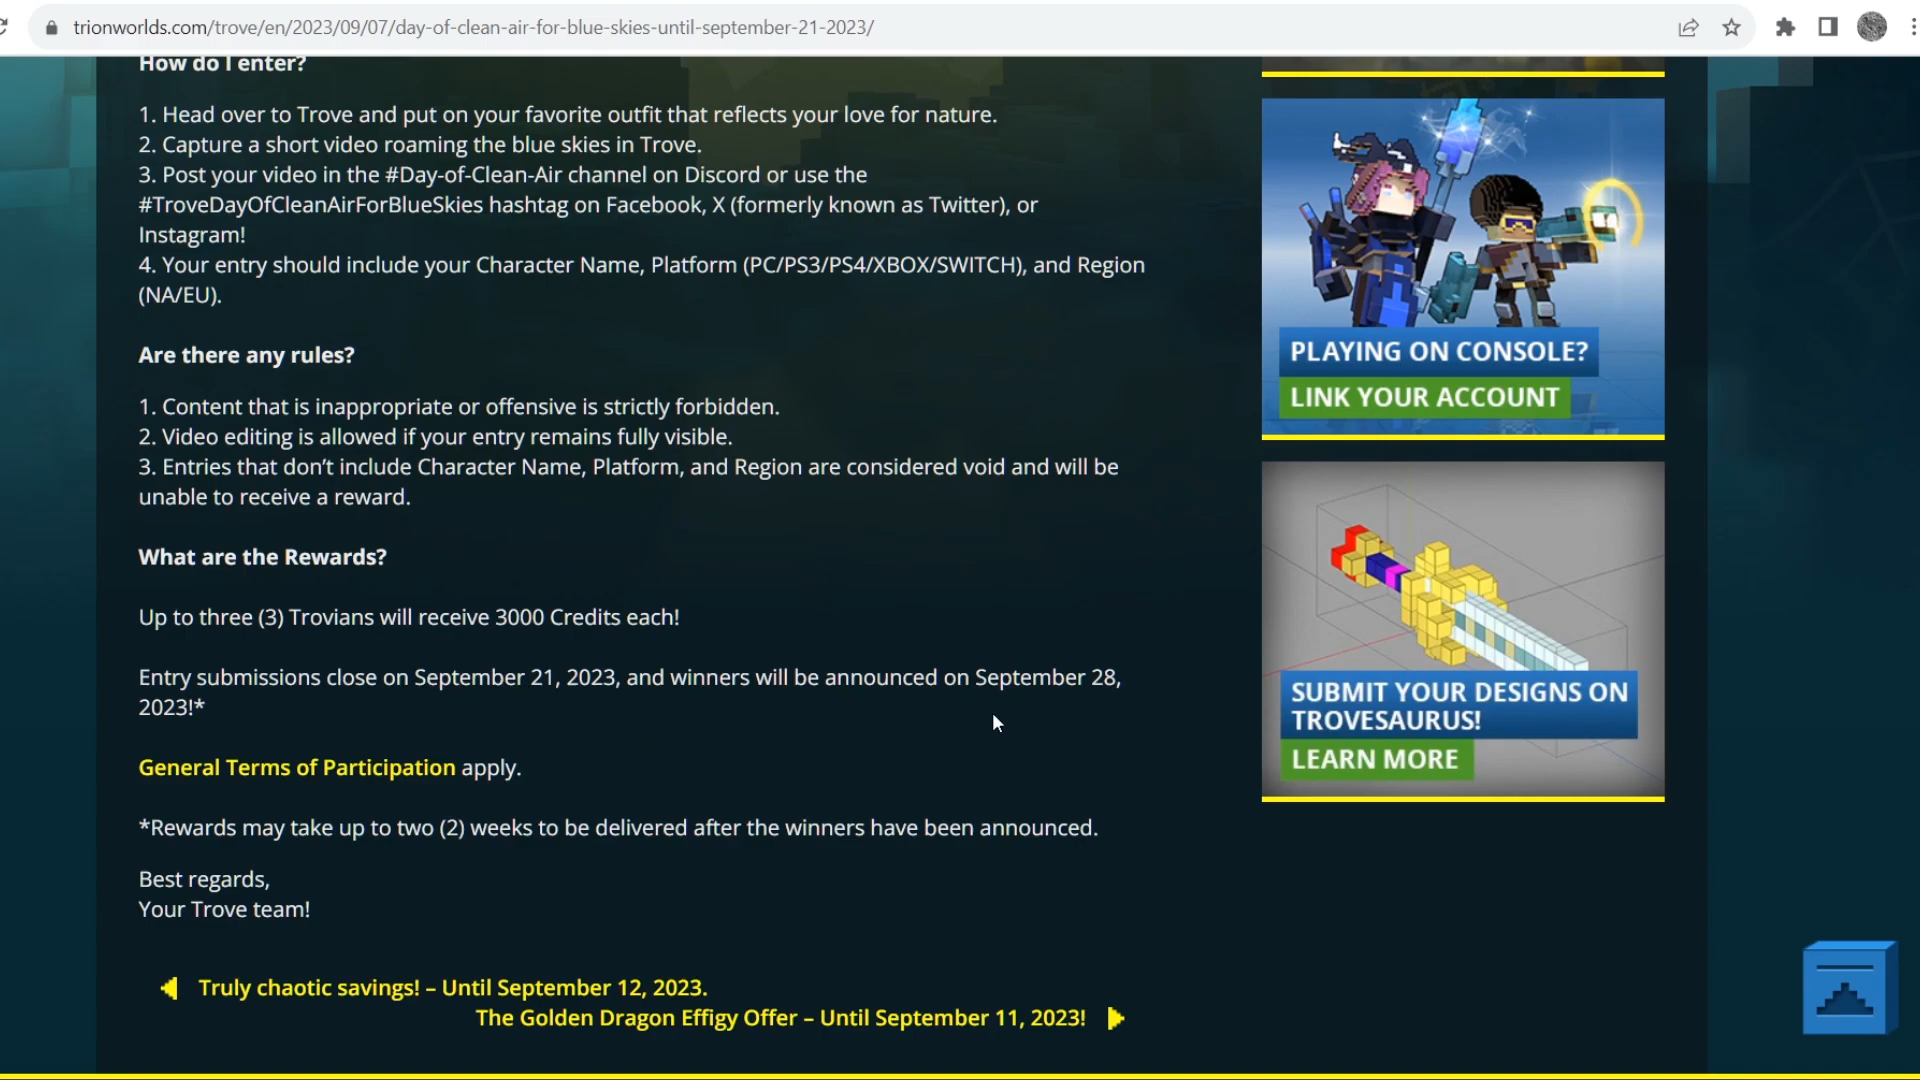 trionworlds.com/trove/en/2023/09/07/day-of-clean-air-for-blue-skies-until-september-21-2023/
How do I enter?
1. Head over to Trove and put on your favorite outfit that reflects your love for nature.
2. Capture a short video roaming the blue skies in Trove.
3. Post your video in the #Day-of-Clean-Air channel on Discord or use the
#TroveDayOfCleanAirForBlueSkies hashtag on Facebook, X (formerly known as Twitter), or
Instagram!
4. Your entry should include your Character Name, Platform (PC/PS3/PS4/XBOX/SWITCH), and Region
(NA/EU).
Are there any rules?
1. Content that is inappropriate or offensive is strictly forbidden.
2. Video editing is allowed if your entry remains fully visible.
3. Entries that don’t include Character Name, Platform, and Region are considered void and will be
unable to receive a reward.
What are the Rewards?
Up to three (3) Trovians will receive 3000 Credits each!
Entry submissions close on September 21, 2023, and winners will be announced on September 28,
2023!*
General Terms of Participation apply.
*Rewards may take up to two (2) weeks to be delivered after the winners have been announced.
Best regards,
Your Trove team!
Truly chaotic savings! – Until September 12, 2023.
The Golden Dragon Effigy Offer – Until September 11, 2023!
PLAYING ON CONSOLE?
LINK YOUR ACCOUNT
SUBMIT YOUR DESIGNS ON
TROVESAURUS!
LEARN MORE